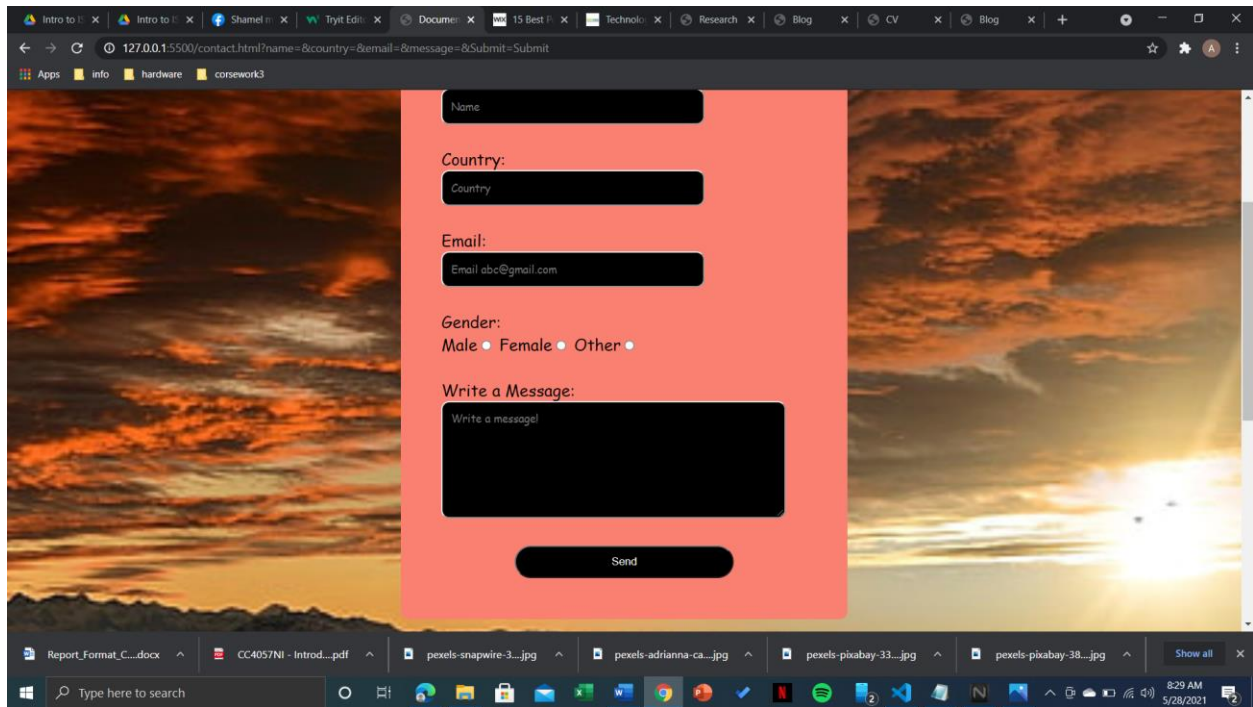 Intro to IS
Intro to IS
Shamel m
Tryit Edito
Documen
WIX 15 Best P
Technolo
Research
Blog
CV
Blog
127.0.0.1:5500/contact.html?name=&country=&email=&message=&Submit=Submit
A
Apps info hardware corsework3
Name
Country:
Country
Email:
Email abc@gmail.com
Gender:
Male Female Other
Write a Message:
Write a message!
Send
Report_Format_C....docx
CC4057NI - Introd....pdf
pexels-snapwire-3....jpg
pexels-adrianna-ca....jpg
pexels-pixabay-33....jpg
pexels-pixabay-38....jpg
Show all
Type here to search
8:29 AM
5/28/2021